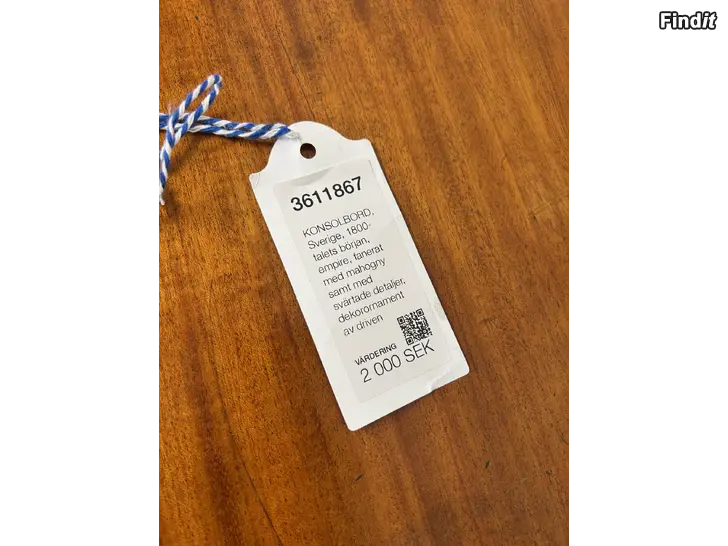 Findit
3611867
KONSOLBORD,
Sverige, 1800-
talets början,
empire, fanerat
med mahogny
samt med
svärtade detaljer,
dekorornament
av driven
VÄRDERING
2 000 SEK